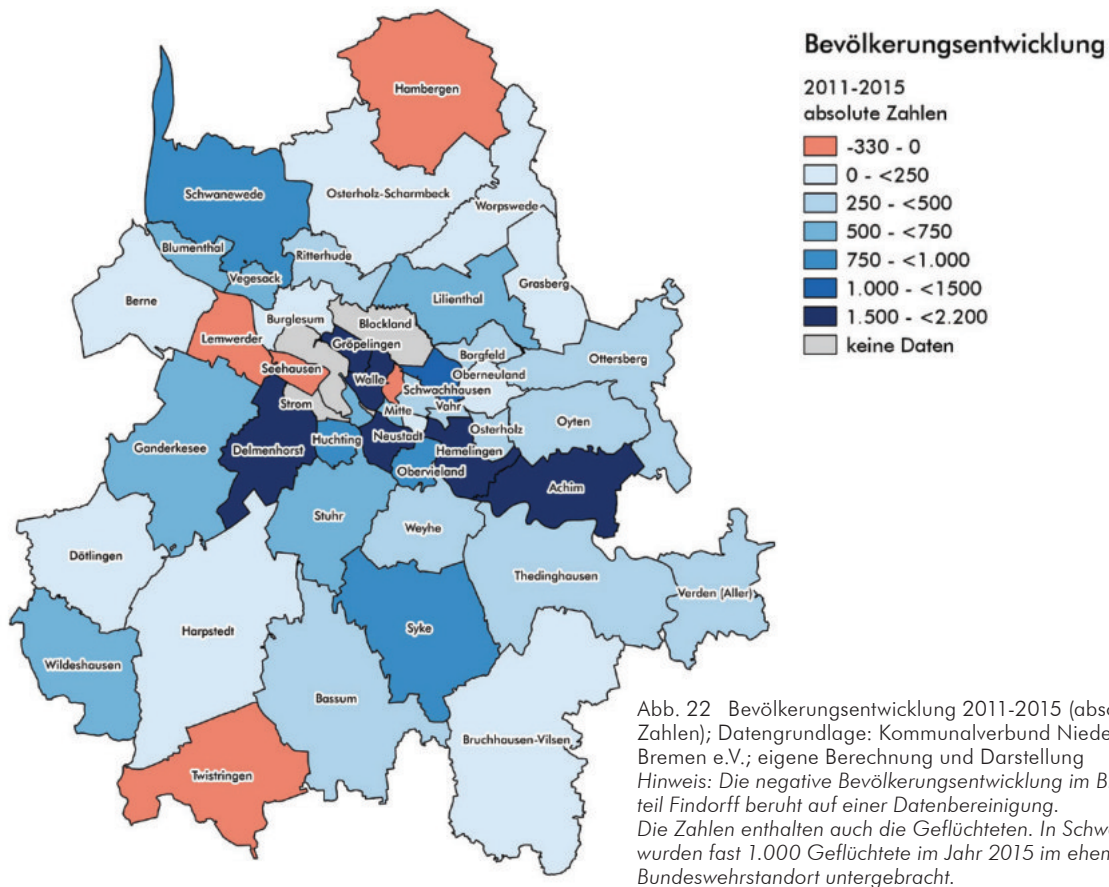 Bevölkerungsentwicklung
2011-2015
absolute Zahlen
-330 - 0
0 - <250
250 - <500
500 - <750
750 - <1.000
1.000 - <1500
1.500 - <2.200
keine Daten
Hambergen
Schwanewede
Osterholz-Scharmbeck
Worpswede
Blumenthal
Ritterhude
Vegesack
Grasberg
Berne
Lilienthal
Burglesum
Blockland
Lemwerder
Gröpelingen
Borgfeld
Ottersberg
Seehausen
Oberneuland
Walle
Schwachhausen
Strom
Mitte
Vahr
Oyten
Ganderkesee
Delmenhorst
Huchting
Neustadt
Osterholz
Hemelingen
Obervieland
Achim
Stuhr
Weyhe
Dötlingen
Thedinghausen
Verden (Aller)
Harpstedt
Syke
Wildeshausen
Bassum
Bruchhausen-Vilsen
Twistringen
Abb. 22 Bevölkerungsentwicklung 2011-2015 (abso
Zahlen); Datengrundlage: Kommunalverbund Niede
Bremen e.V.; eigene Berechnung und Darstellung
Hinweis: Die negative Bevölkerungsentwicklung im B
teil Findorff beruht auf einer Datenbereinigung.
Die Zahlen enthalten auch die Geflüchteten. In Schw
wurden fast 1.000 Geflüchtete im Jahr 2015 im ehem
Bundeswehrstandort untergebracht.